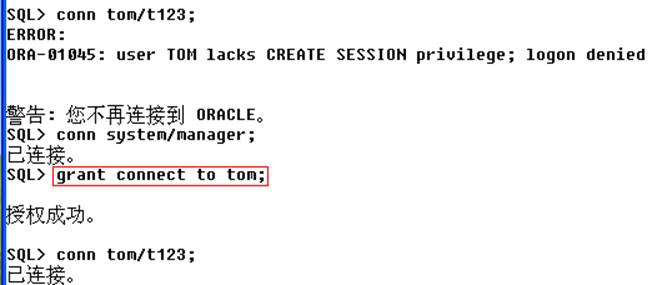 SQL> conn tom/t123;
ERROR:
ORA-01045: user TOM lacks CREATE SESSION privilege; logon denied
警告: 您不再连接到 ORACLE。
SQL> conn system/manager;
已连接。
SQL> grant connect to tom;
授权成功。
SQL> conn tom/t123;
已连接。